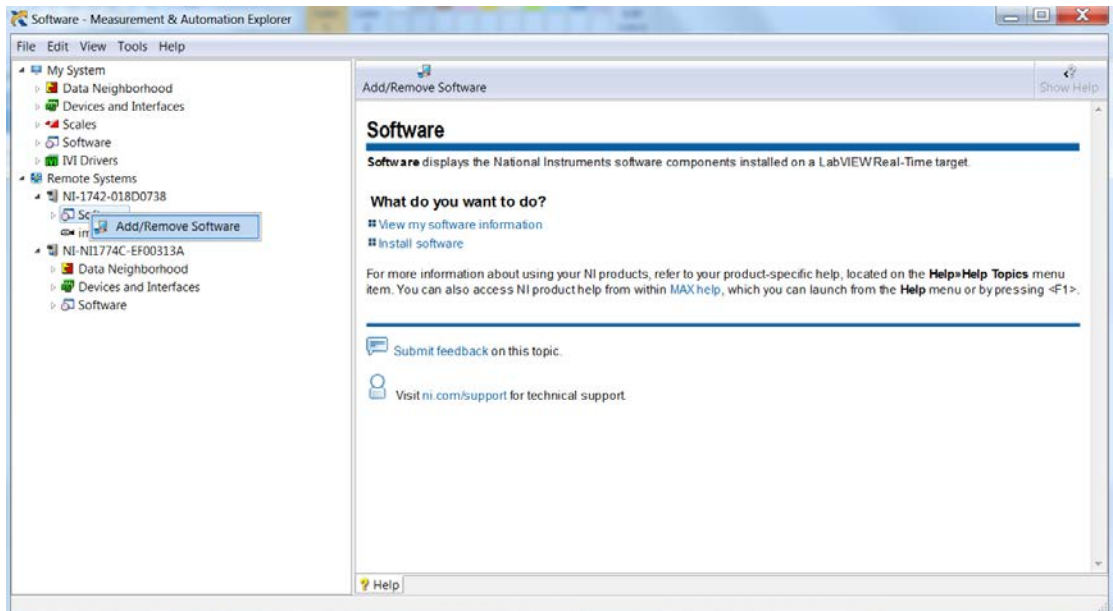 Software - Measurement & Automation Explorer
File Edit View Tools Help
My System
Data Neighborhood
Devices and Interfaces
Scales
Software
IVI Drivers
Remote Systems
NI-1742-018D0738
Add/Remove Software
NI-NI1774C-EF00313A
Data Neighborhood
Devices and Interfaces
Software
Add/Remove Software
Show Help
Software
Software displays the National Instruments software components installed on a LabVIEW Real-Time target.
What do you want to do?
View my software information
Install software
For more information about using your NI products, refer to your product-specific help, located on the Help»Help Topics menu
item. You can also access NI product help from within MAX help, which you can launch from the Help menu or by pressing <F1>.
Submit feedback on this topic.
Visit ni.com/support for technical support.
Help